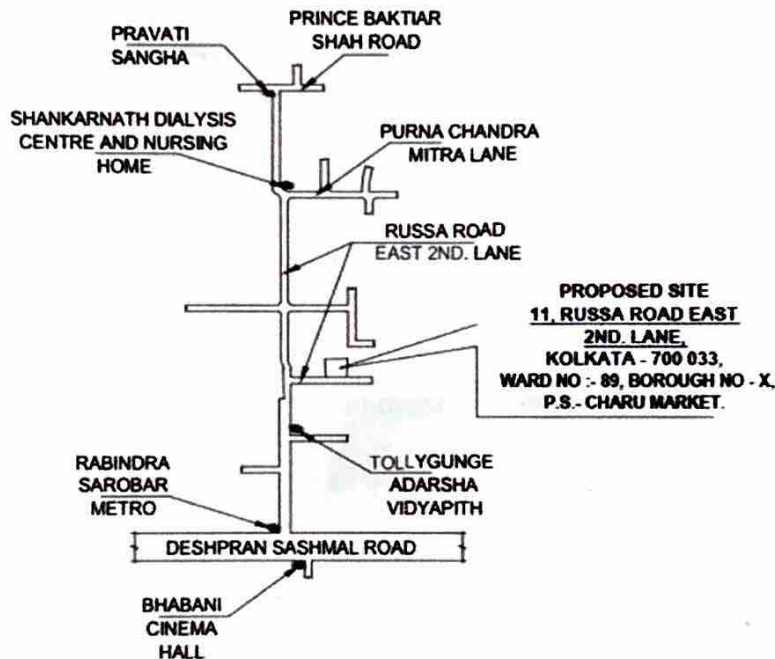 PRAVATI
SANGHA
PRINCE BAKTIAR
SHAH ROAD
SHANKARNATH DIALYSIS
CENTRE AND NURSING
HOME
PURNA CHANDRA
MITRA LANE
RUSSA ROAD
EAST 2ND. LANE
PROPOSED SITE
11, RUSSA ROAD EAST
2ND. LANE,
KOLKATA - 700 033,
WARD NO :- 89, BOROUGH NO - X,
P.S.- CHARU MARKET.
RABINDRA
SAROBAR
METRO
TOLLYGUNGE
ADARSHA
VIDYAPITH
DESHPRAN SASHMAL ROAD
BHABANI
CINEMA
HALL